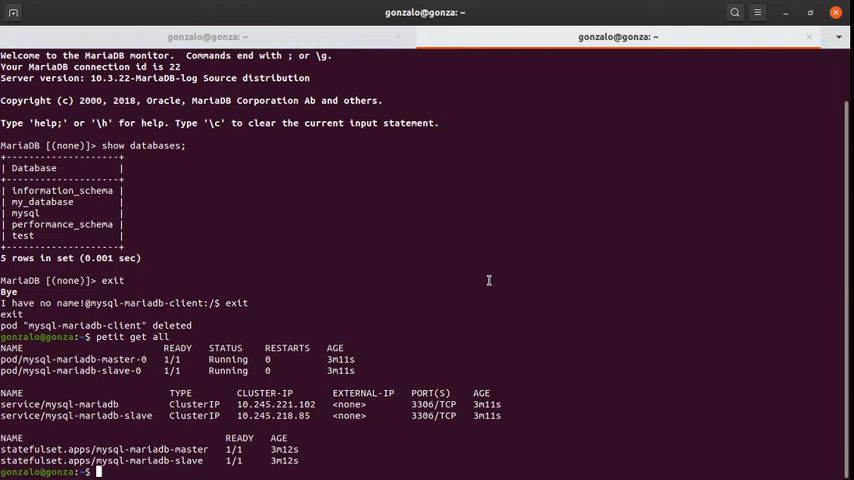 gonzalo@gonza: ~
gonzalo@gonza: ~
gonzalo@gonza: ~
Welcome to the MariaDB monitor.  Commands end with ; or \g.
Your MariaDB connection id is 22
Server version: 10.3.22-MariaDB-log Source distribution
Copyright (c) 2000, 2018, Oracle, MariaDB Corporation Ab and others.
Type 'help;' or '\h' for help. Type '\c' to clear the current input statement.
MariaDB [(none)]> show databases;
+--------------------+
| Database           |
+--------------------+
| information_schema |
| my_database        |
| mysql              |
| performance_schema |
| test               |
+--------------------+
5 rows in set (0.001 sec)
MariaDB [(none)]> exit
Bye
I have no name!@mysql-mariadb-client:/$ exit
exit
pod "mysql-mariadb-client" deleted
gonzalo@gonza:~$ petit get all
NAME                         READY   STATUS    RESTARTS   AGE
pod/mysql-mariadb-master-0   1/1     Running   0          3m11s
pod/mysql-mariadb-slave-0    1/1     Running   0          3m11s
NAME                          TYPE        CLUSTER-IP       EXTERNAL-IP   PORT(S)    AGE
service/mysql-mariadb         ClusterIP   10.245.221.102   <none>        3306/TCP   3m11s
service/mysql-mariadb-slave   ClusterIP   10.245.218.85    <none>        3306/TCP   3m11s
NAME                                    READY   AGE
statefulset.apps/mysql-mariadb-master   1/1     3m12s
statefulset.apps/mysql-mariadb-slave    1/1     3m12s
gonzalo@gonza:~$